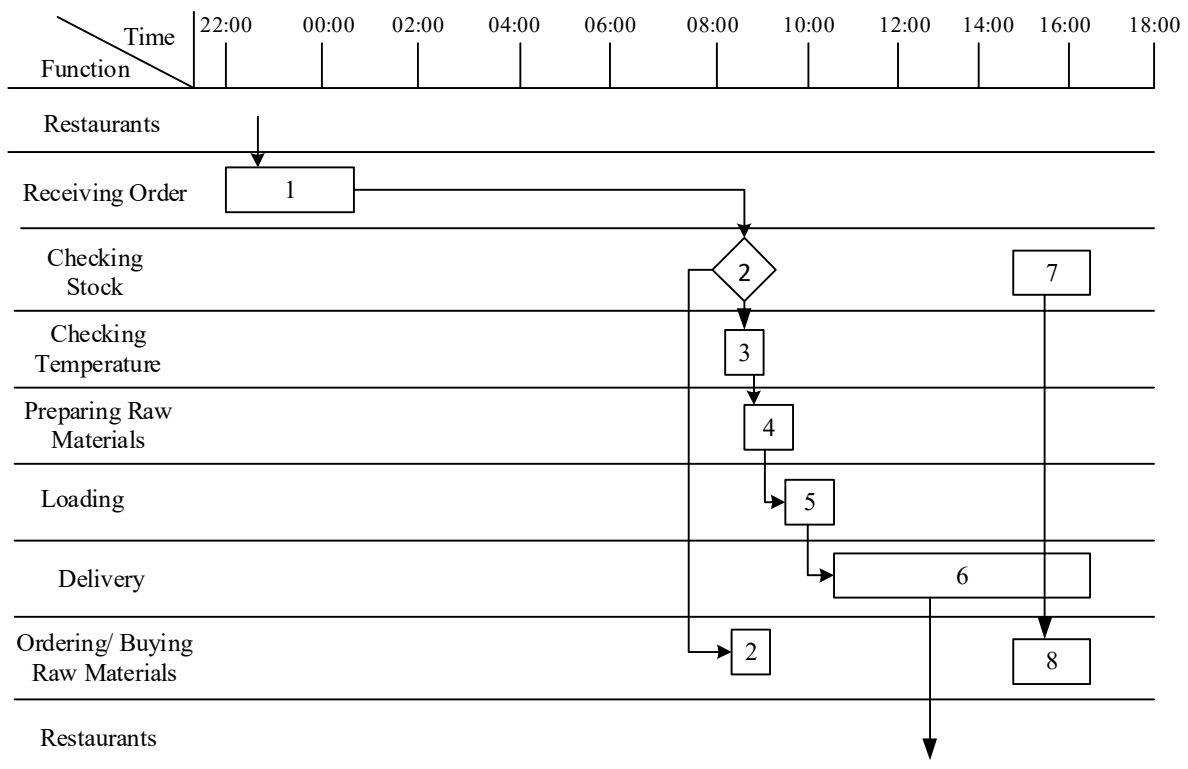 Time
22:00 00:00 02:00 04:00 06:00 08:00 10:00 12:00 14:00 16:00 18:00
Function
Restaurants
Receiving Order
1
Checking
Stock
2
7
Checking
Temperature
3
Preparing Raw
Materials
4
Loading
5
Delivery
6
Ordering/ Buying
Raw Materials
2
8
Restaurants